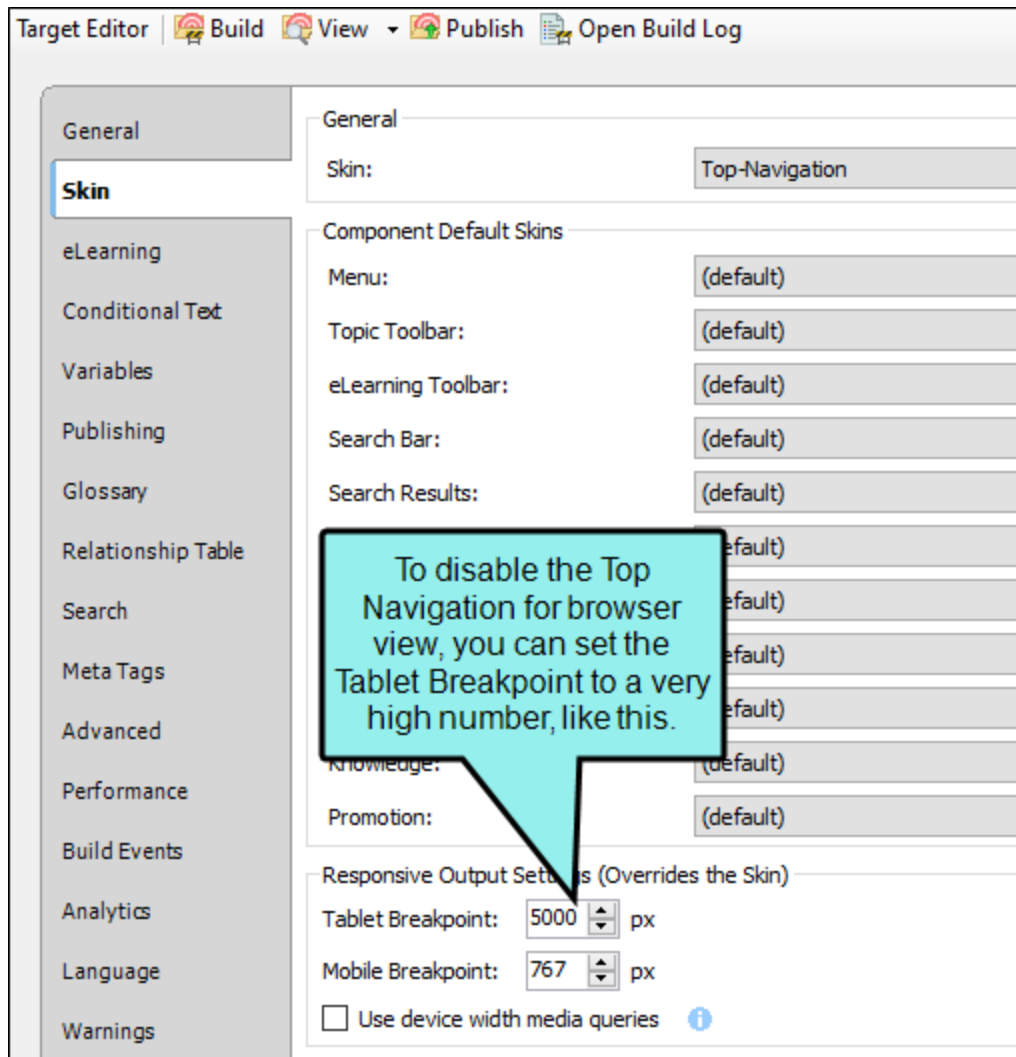 Target Editor Build View Publish Open Build Log
General
Skin
eLearning
Conditional Text
Variables
Publishing
Glossary
Relationship Table
Search
Meta Tags
Advanced
Performance
Build Events
Analytics
Language
Warnings
General
Skin: Top-Navigation
Component Default Skins
Menu: (default)
Topic Toolbar: (default)
eLearning Toolbar: (default)
Search Bar: (default)
Search Results: (default)
To disable the Top
Navigation for browser
view, you can set the
Tablet Breakpoint to a very
high number, like this.
Knowledge: (default)
Promotion: (default)
Responsive Output Settings (Overrides the Skin)
Tablet Breakpoint: 5000 px
Mobile Breakpoint: 767 px
Use device width media queries